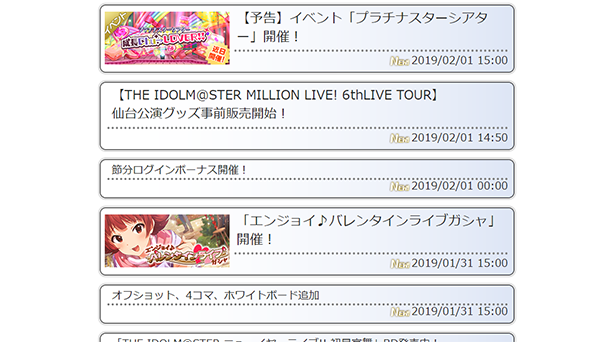 イベント
成長Chu→LOVER!!
近日
開催!
【予告】イベント「プラチナスターシアタ
ー」開催!
New 2019/02/01 15:00
【THE IDOLM@STER MILLION LIVE! 6thLIVE TOUR】
仙台公演グッズ事前販売開始!
New 2019/02/01 14:50
節分ログインボーナス開催!
New 2019/02/01 00:00
エンジョイ♪
バレンタインライブ
ガシャ
「エンジョイ♪バレンタインライブガシャ」
開催!
New 2019/01/31 15:00
オフショット、4コマ、ホワイトボード追加
New 2019/01/31 15:00